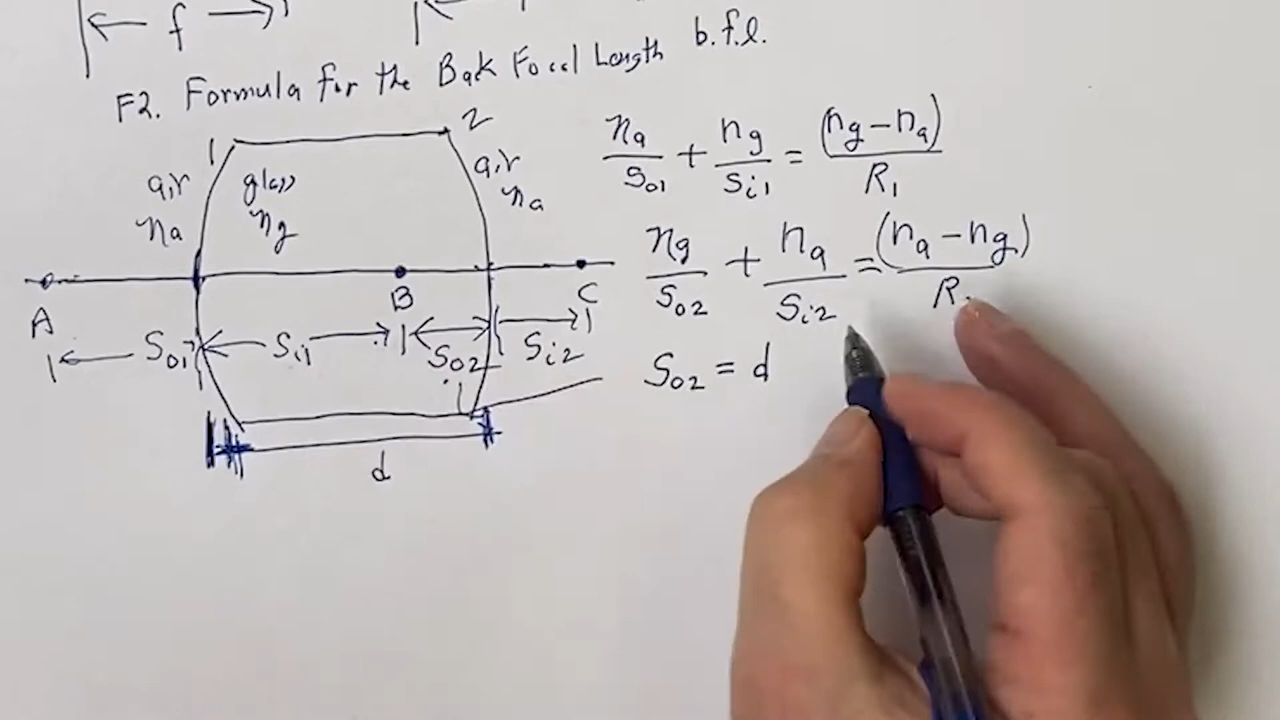 f
F2. Formula for the Back Focal Length b.f.l.
1
2
air
na
glass
ng
air
na
A
B
C
So1
Si1
So2
Si2
d
na/So1 + ng/Si1 = (ng-na)/R1
ng/So2 + na/Si2 = (na-ng)/R
So2 = d